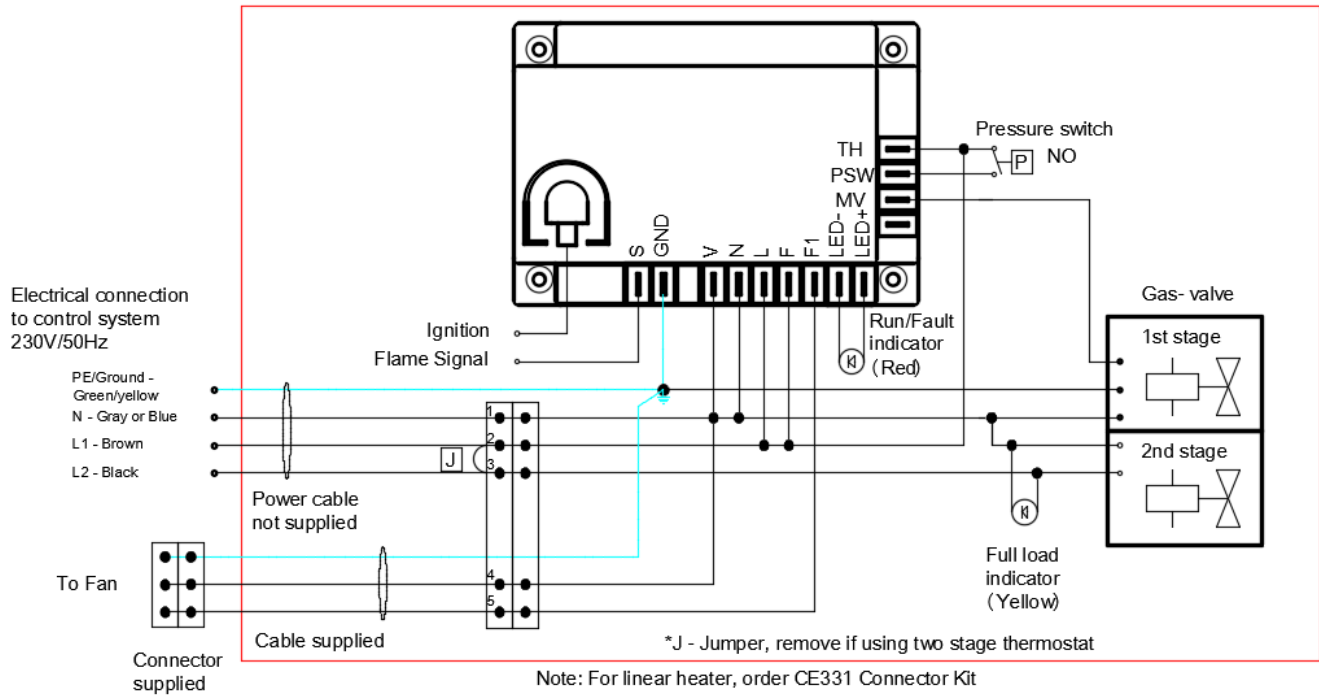 TH
PSW
MV
Pressure switch
NO
P
S
GND
V
N
L
F
F1
LED-
LED+
Electrical connection
to control system
230V/50Hz
Ignition
Flame Signal
Run/Fault
indicator
(Red)
Gas- valve
1st stage
2nd stage
PE/Ground -
Green/yellow
N - Gray or Blue
L1 - Brown
L2 - Black
1
2
3
J
Power cable
not supplied
Full load
indicator
(Yellow)
To Fan
4
5
Cable supplied
Connector
supplied
*J - Jumper, remove if using two stage thermostat
Note: For linear heater, order CE331 Connector Kit